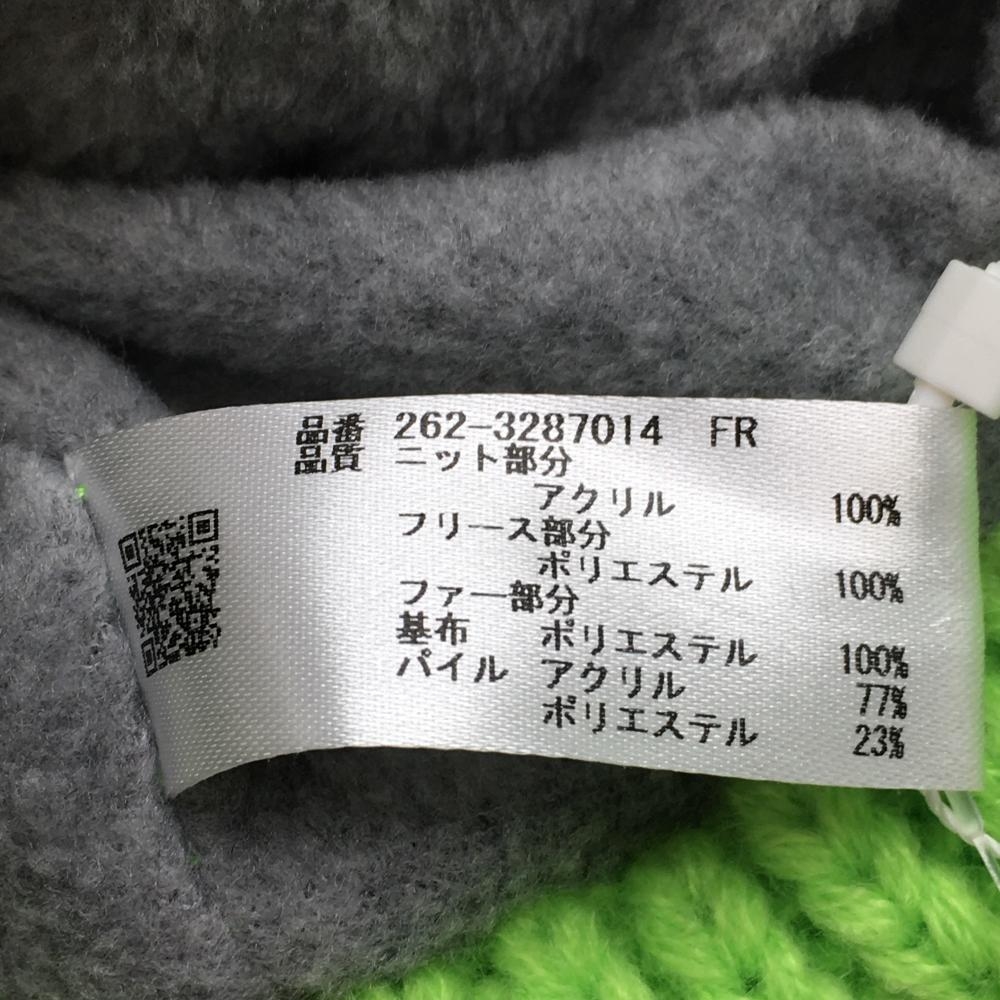 品番 262-3287014 FR
品質 ニット部分
アクリル 100%
フリース部分
ポリエステル 100%
ファー部分
基布 ポリエステル 100%
パイル アクリル 77%
ポリエステル 23%